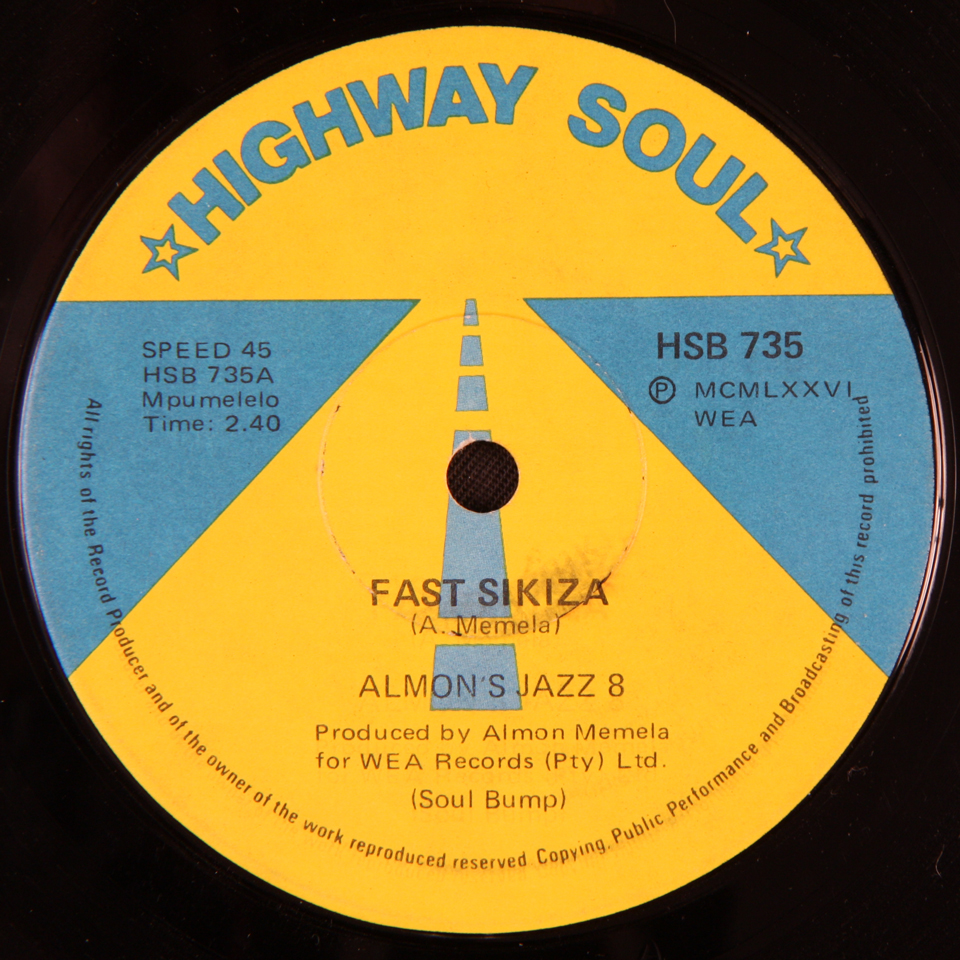 HIGHWAY SOUL
SPEED 45
HSB 735A
Mpumelelo
Time: 2.40
HSB 735
Ⓟ MCMLXXVI
WEA
FAST SIKIZA
(A. Memela)
ALMON'S JAZZ 8
Produced by Almon Memela
for WEA Records (Pty) Ltd.
(Soul Bump)
All rights of the Record Producer and of the owner of the work reproduced reserved Copying, Public Performance and Broadcasting of this record prohibited